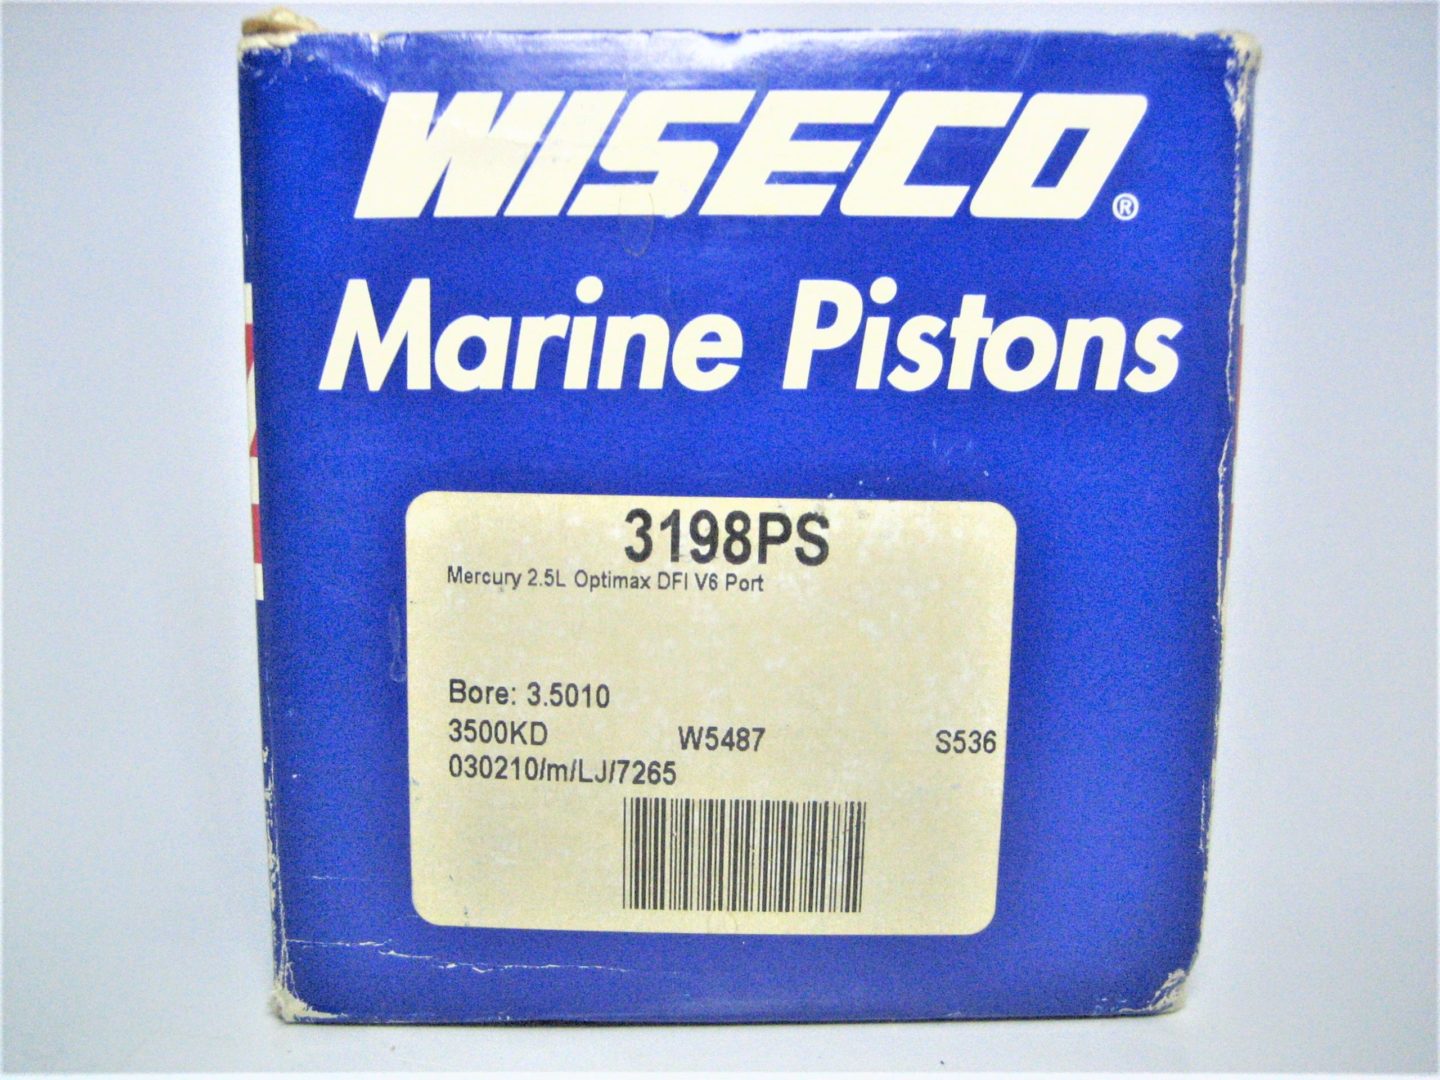 WISECO®
Marine Pistons
3198PS
Mercury 2.5L Optimax DFI V6 Port
Bore: 3.5010
3500KD W5487 S536
030210/m/LJ/7265